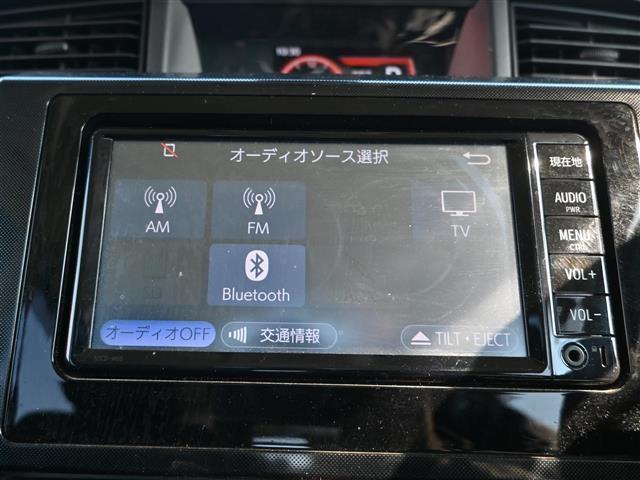 オーディオソース選択
AM
FM
TV
Bluetooth
オーディオOFF
交通情報
TILT・EJECT
現在地
AUDIO
PWR
MENU
VOL+
VOL-